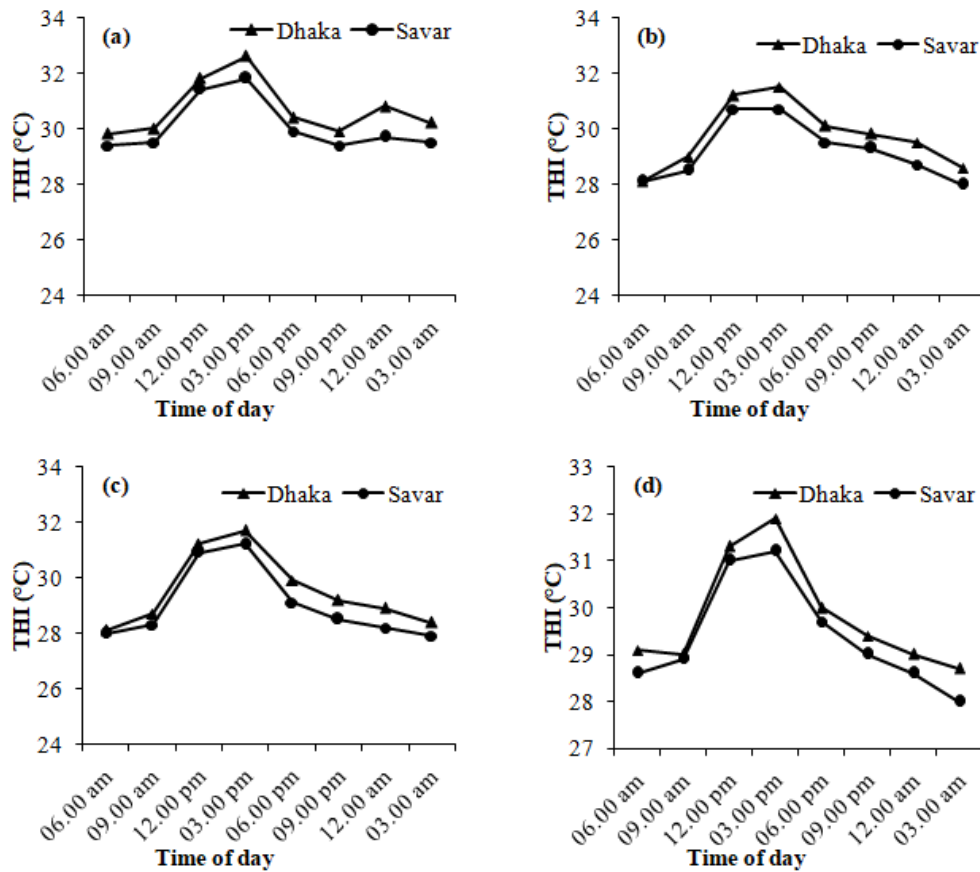 (a)
Dhaka Savar
THI (°C)
34
32
30
28
26
24
06.00 am
09.00 am
12.00 pm
03.00 pm
06.00 pm
09.00 pm
12.00 am
03.00 am
Time of day
(b)
Dhaka Savar
THI (°C)
34
32
30
28
26
24
06.00 am
09.00 am
12.00 pm
03.00 pm
06.00 pm
09.00 pm
12.00 am
03.00 am
Time of day
(c)
Dhaka Savar
THI (°C)
34
32
30
28
26
24
06.00 am
09.00 am
12.00 pm
03.00 pm
06.00 pm
09.00 pm
12.00 am
03.00 am
Time of day
(d)
Dhaka Savar
THI (°C)
33
32
31
30
29
28
27
06.00 am
09.00 am
12.00 pm
03.00 pm
06.00 pm
09.00 pm
12.00 am
03.00 am
Time of day